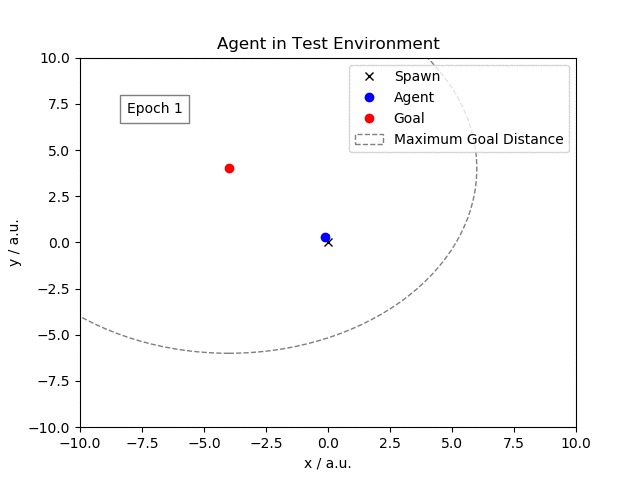 Agent in Test Environment
10.0
7.5
5.0
2.5
0.0
−2.5
−5.0
−7.5
−10.0
y / a.u.
Epoch 1
Spawn
Agent
Goal
Maximum Goal Distance
−10.0 −7.5 −5.0 −2.5 0.0 2.5 5.0 7.5 10.0
x / a.u.